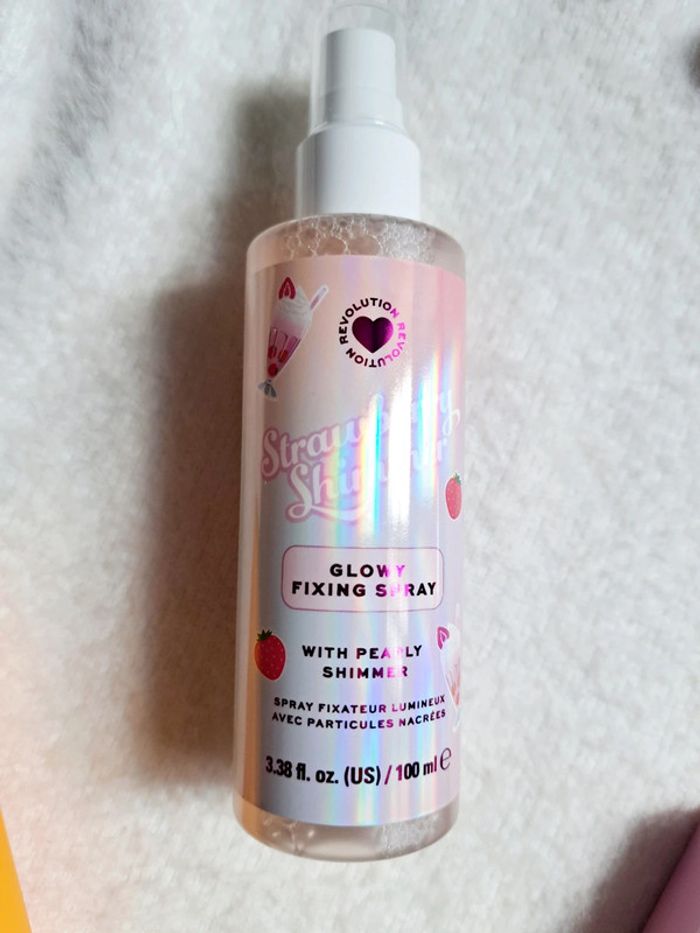 REVOLUTION REVOLUTION
Strawberry
Shimmer
GLOWY
FIXING SPRAY
WITH PEARLY
SHIMMER
SPRAY FIXATEUR LUMINEUX
AVEC PARTICULES NACRÉES
3.38 fl. oz. (US) / 100 ml e